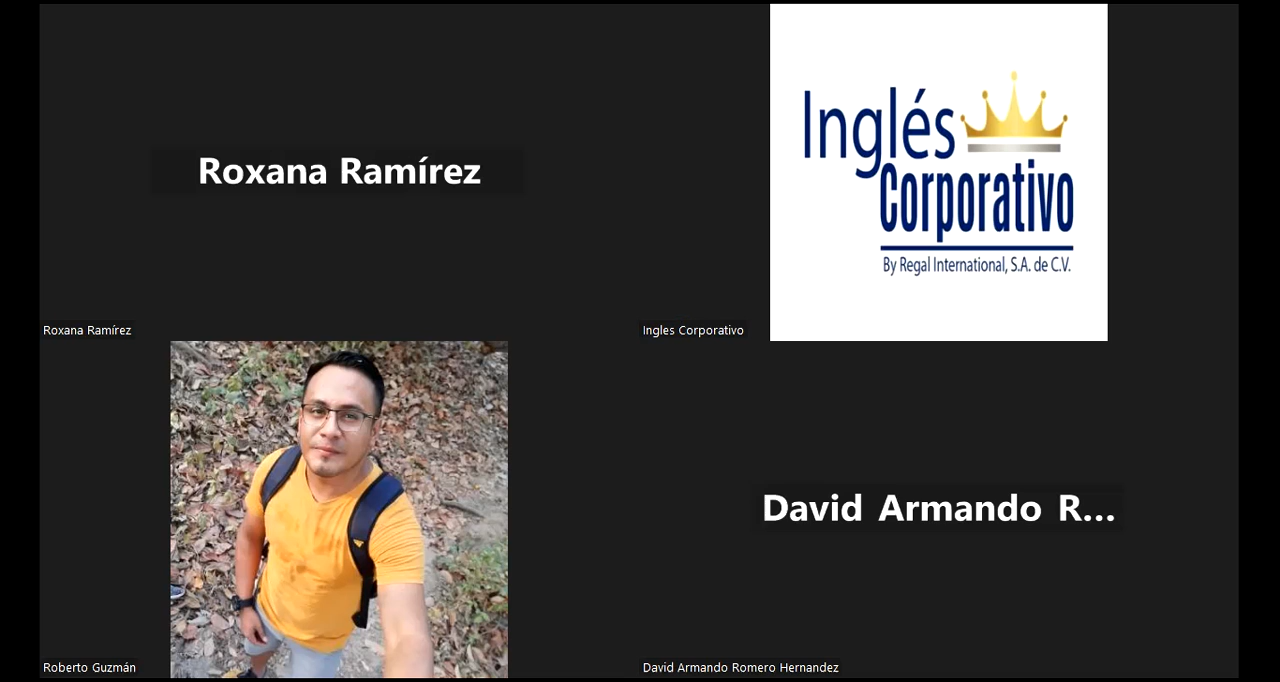 Roxana Ramírez
Inglés
Corporativo
By Regal International, S.A. de C.V.
Roxana Ramírez
Ingles Corporativo
David Armando R...
Roberto Guzmán
David Armando Romero Hernandez